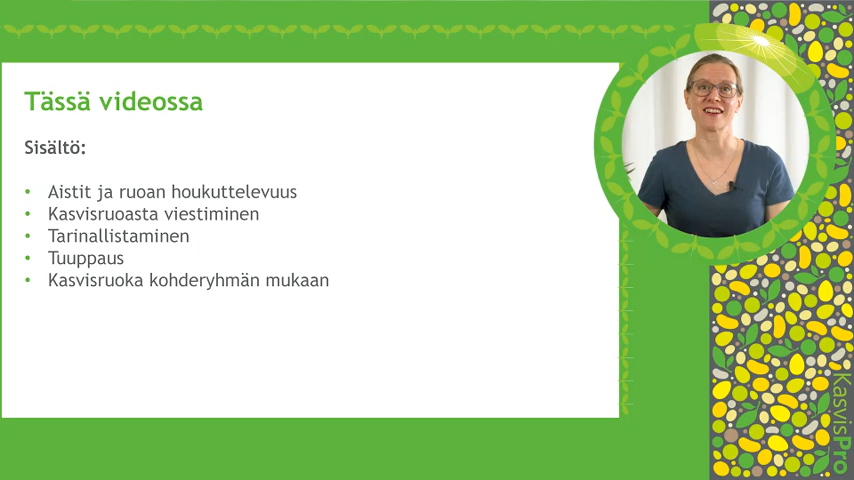 Tässä videossa
Sisältö:
• Aistit ja ruoan houkuttelevuus
• Kasvisruoasta viestiminen
• Tarinallistaminen
• Tuuppaus
• Kasvisruoka kohderyhmän mukaan
KasvisPro